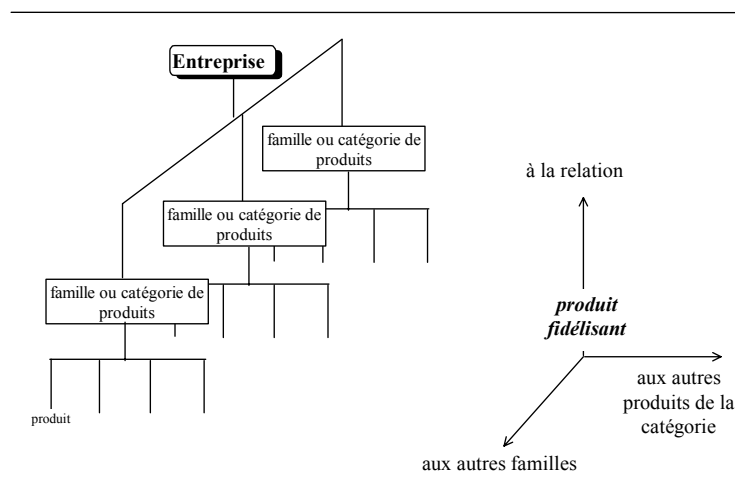 Entreprise
famille ou catégorie de
produits
famille ou catégorie de
produits
famille ou catégorie de
produits
produit
à la relation
produit
fidélisant
aux autres
produits de la
catégorie
aux autres familles